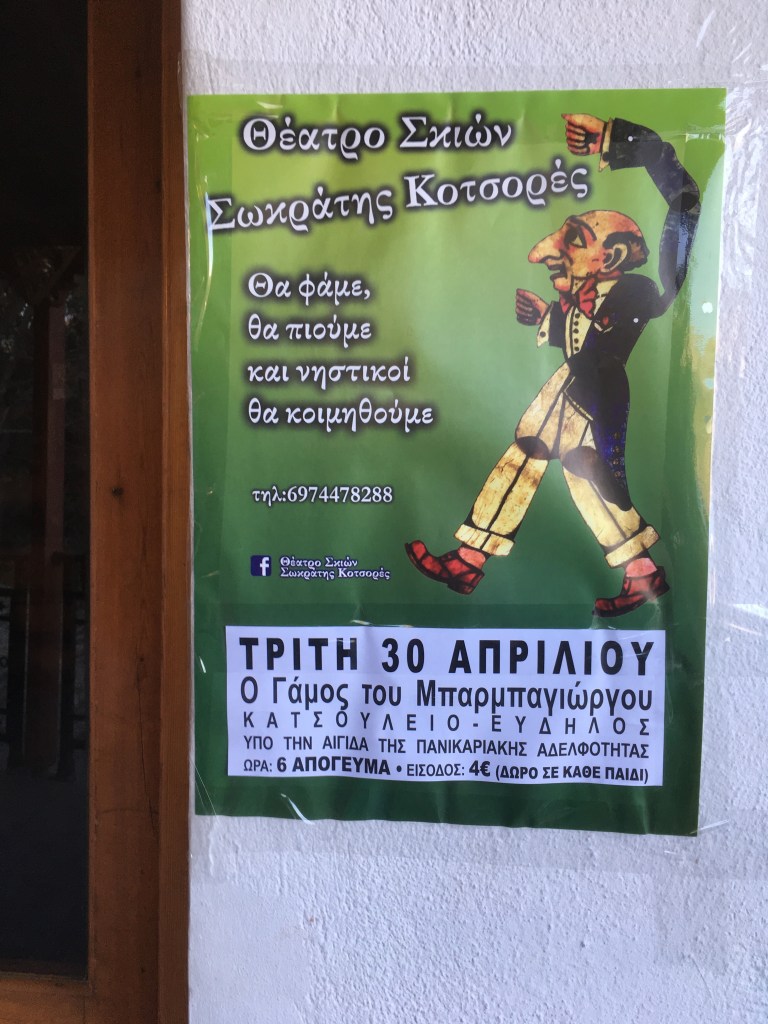 Θέατρο Σκιών
Σωκράτης Κοτσορές
Θα φάμε,
θα πιούμε
και νηστικοί
θα κοιμηθούμε
τηλ:6974478288
f Θέατρο Σκιών
Σωκράτης Κοτσορές
ΤΡΙΤΗ 30 ΑΠΡΙΛΙΟΥ
Ο Γάμος του Μπαρμπαγιώργου
ΚΑΤΣΟΥΛΕΙΟ-ΕΥΔΗΛΟΣ
ΥΠΟ ΤΗΝ ΑΙΓΙΔΑ ΤΗΣ ΠΑΝΙΚΑΡΙΑΚΗΣ ΑΔΕΛΦΟΤΗΤΑΣ
ΩΡΑ: 6 ΑΠΟΓΕΥΜΑ • ΕΙΣΟΔΟΣ: 4€ (ΔΩΡΟ ΣΕ ΚΑΘΕ ΠΑΙΔΙ)